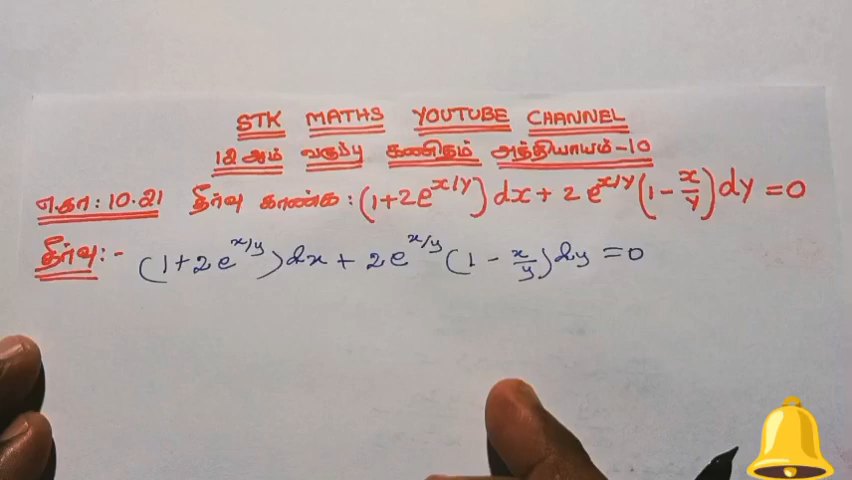 STK MATHS YOUTUBE CHANNEL
12 ஆம் வகுப்பு கணிதம் அத்தியாயம்-10
எ.கா: 10.21 தீர்வு காண்க: (1+2e^{x/y})dx+2e^{x/y}(1-x/y)dy=0
தீர்வு:- (1+2e^{x/y})dx+2e^{x/y}(1-x/y)dy=0